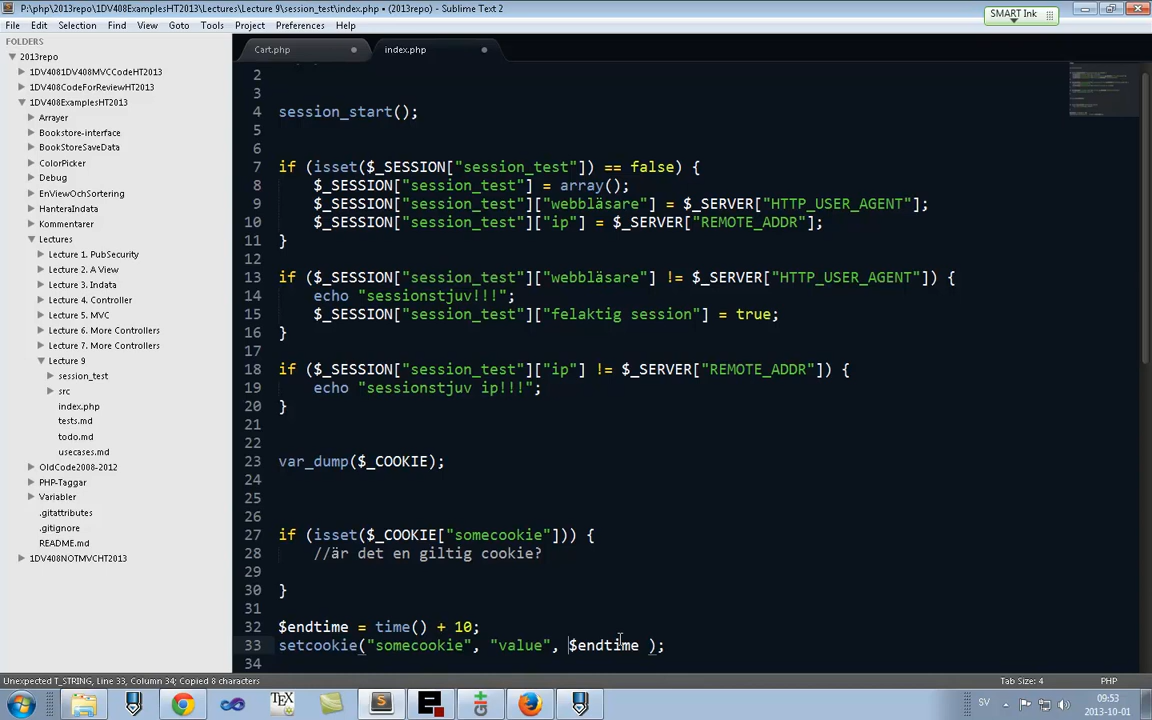 P:\php\2013repo\1DV408ExamplesHT2013\Lectures\Lecture 9\session_test\index.php • - Sublime Text 2
SMART Ink
File Edit Selection Find View Goto Tools Project Preferences Help
FOLDERS
2013repo
1DV4081DV408MVCCodeHT2013
1DV408CodeForReviewHT2013
1DV408ExamplesHT2013
Arrayer
Bookstore-interface
BookStoreSaveData
ColorPicker
Debug
EnViewOchSortering
HanteraIndata
Kommentarer
Lectures
Lecture 1. PubSecurity
Lecture 2. A View
Lecture 3. Indata
Lecture 4. Controller
Lecture 5. MVC
Lecture 6. More Controllers
Lecture 7. More Controllers
Lecture 9
session_test
src
index.php
tests.md
todo.md
usecases.md
OldCode2008-2012
PHP-Taggar
Variabler
.gitattributes
.gitignore
README.md
1DV408NOTMVCHT2013
Cart.php index.php
2
3
4 session_start();
5
6
7 if (isset($_SESSION["session_test"]) == false) {
8 $_SESSION["session_test"] = array();
9 $_SESSION["session_test"]["webbläsare"] = $_SERVER["HTTP_USER_AGENT"];
10 $_SESSION["session_test"]["ip"] = $_SERVER["REMOTE_ADDR"];
11 }
12
13 if ($_SESSION["session_test"]["webbläsare"] != $_SERVER["HTTP_USER_AGENT"]) {
14 echo "sessionstjuv!!!";
15 $_SESSION["session_test"]["felaktig session"] = true;
16 }
17
18 if ($_SESSION["session_test"]["ip"] != $_SERVER["REMOTE_ADDR"]) {
19 echo "sessionstjuv ip!!!";
20 }
21
22
23 var_dump($_COOKIE);
24
25
26
27 if (isset($_COOKIE["somecookie"])) {
28 //är det en giltig cookie?
29
30 }
31
32 $endtime = time() + 10;
33 setcookie("somecookie", "value", $endtime );
34
Unexpected T_STRING, Line 33, Column 34; Copied 8 characters Tab Size: 4 PHP
SV 09:53
2013-10-01